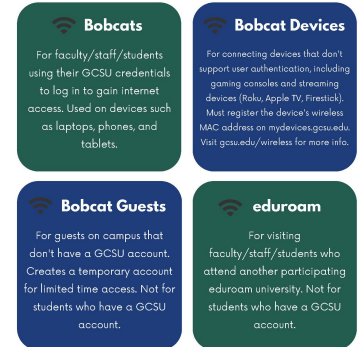 Bobcats
For faculty/staff/students
using their GCSU credentials
to log in to gain internet
access. Used on devices such
as laptops, phones, and
tablets.
Bobcat Devices
For connecting devices that don't
support user authentication, including
gaming consoles and streaming
devices (Roku, Apple TV, Firestick).
Must register the device's wireless
MAC address on mydevices.gcsu.edu.
Visit gcsu.edu/wireless for more info.
Bobcat Guests
For guests on campus that
don't have a GCSU account.
Creates a temporary account
for limited time access. Not for
students who have a GCSU
account.
eduroam
For visiting
faculty/staff/students who
attend another participating
eduroam university. Not for
students who have a GCSU
account.